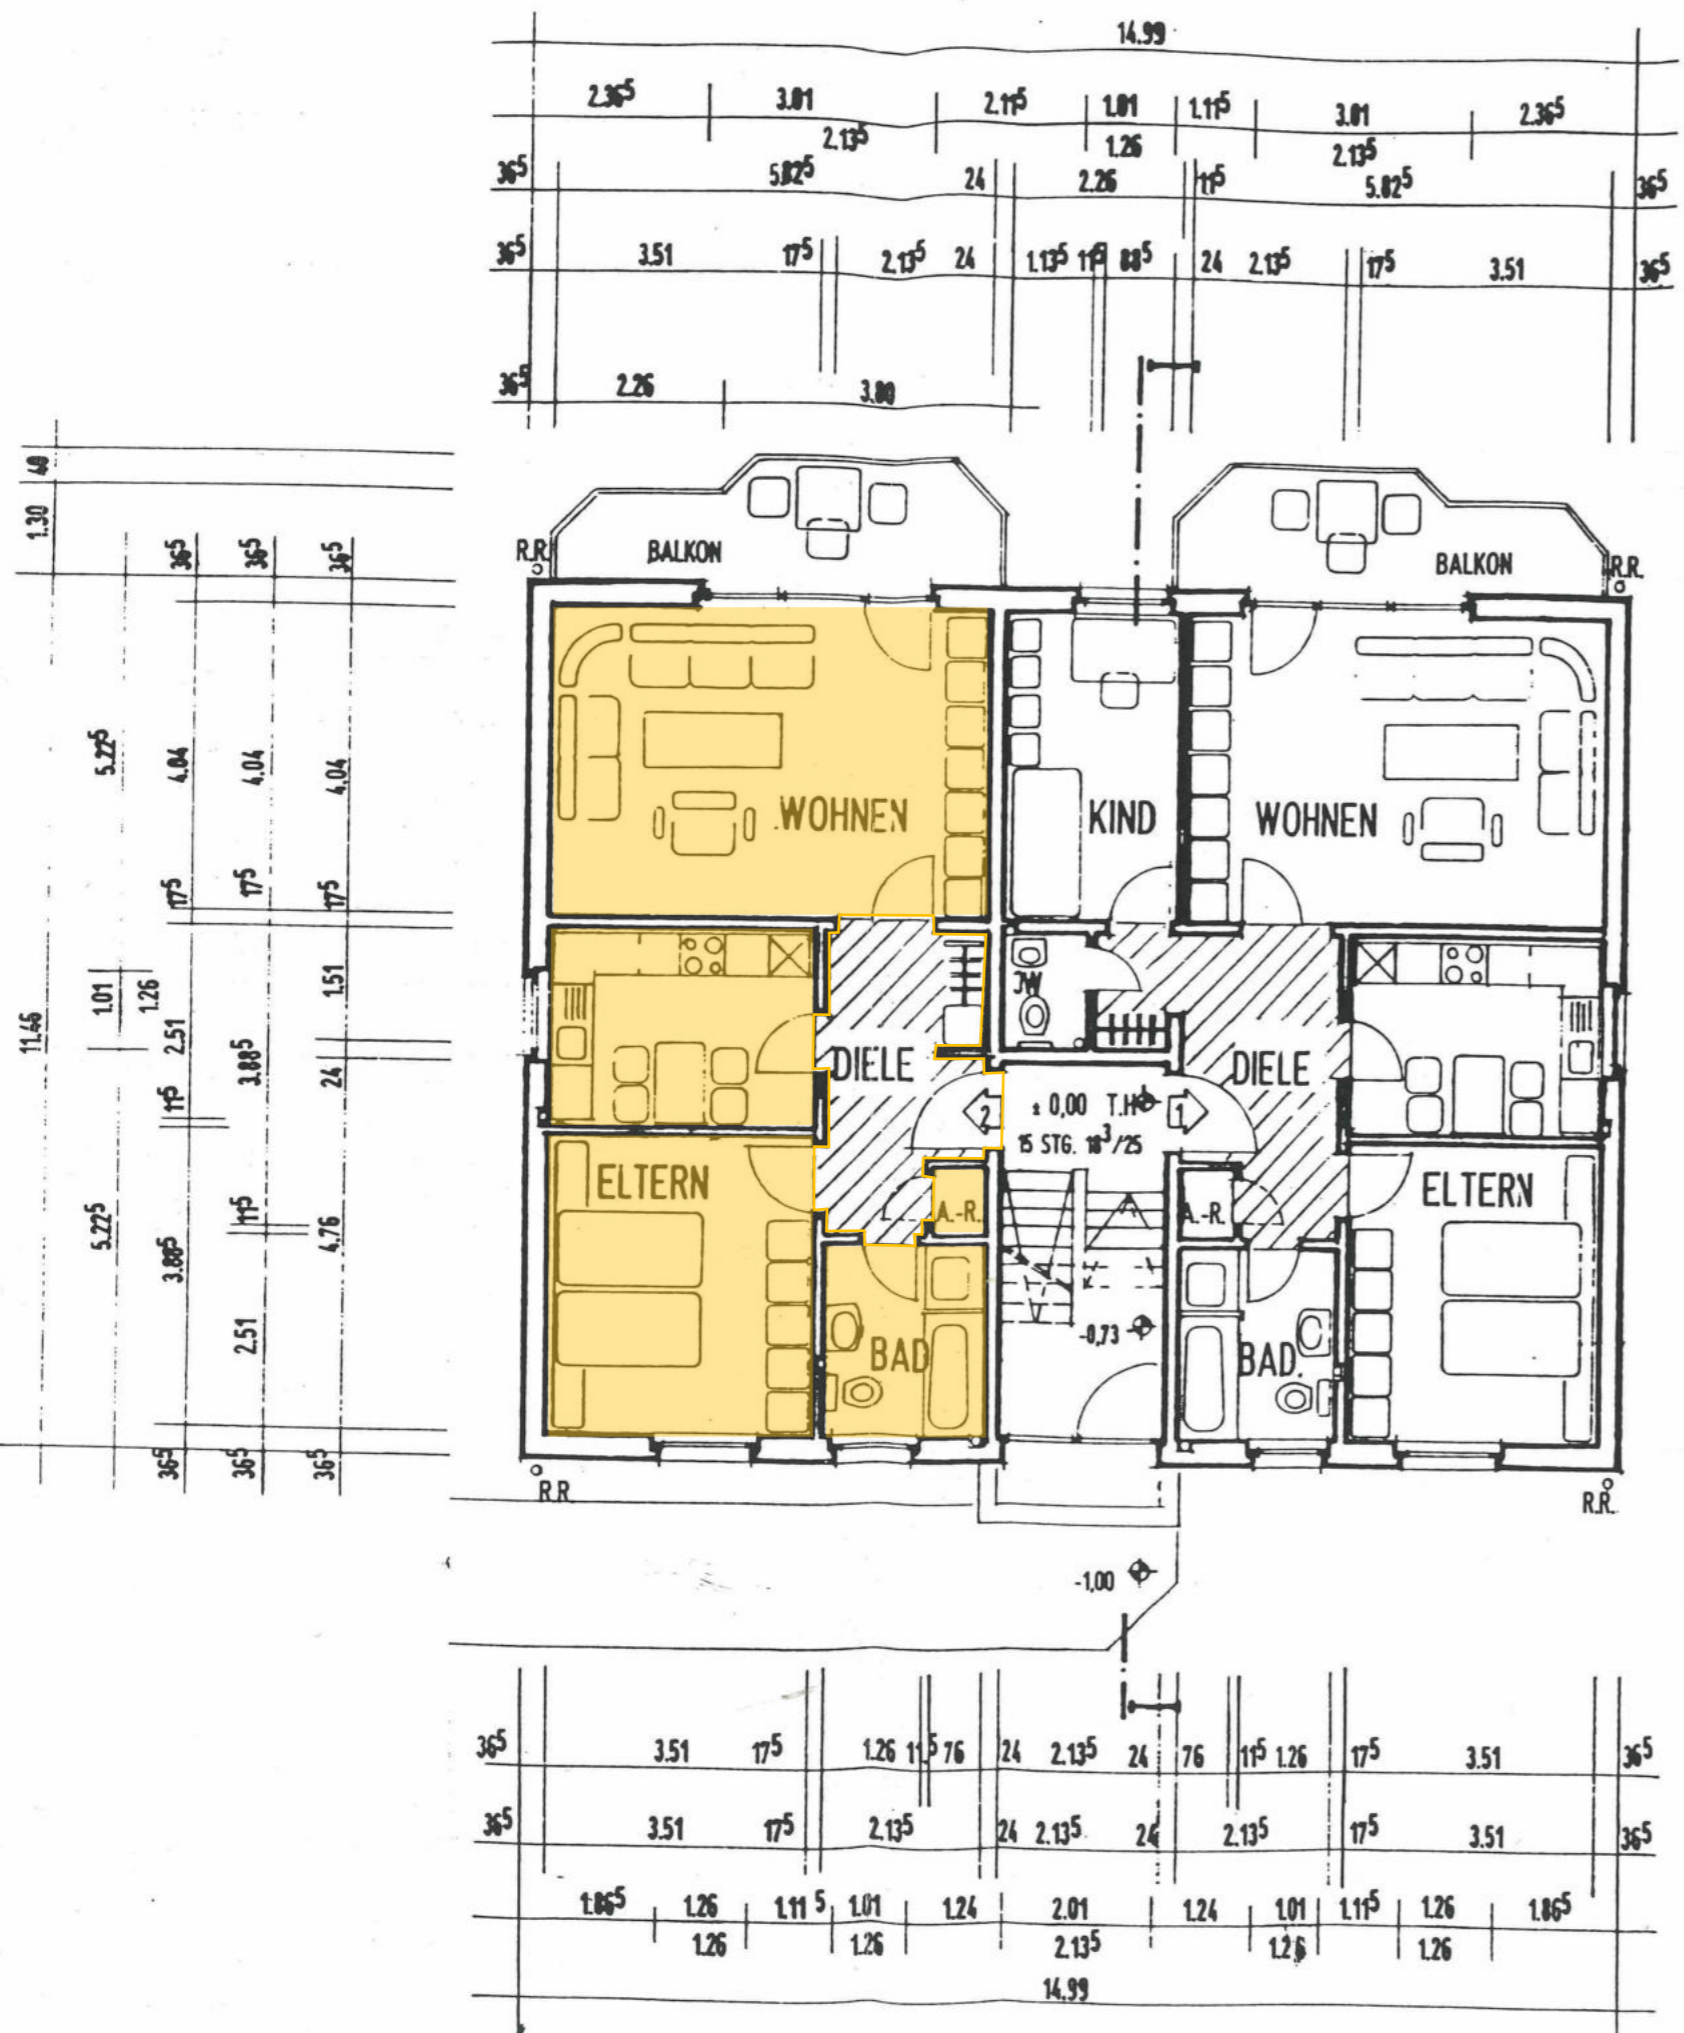 14.99
2.36⁵ 3.01 2.11⁵ 1.01 1.11⁵ 3.01 2.36⁵
2.13⁵ 1.26 2.13⁵
36⁵ 5.82⁵ 24 2.26 11⁵ 5.82⁵ 36⁵
36⁵ 3.51 17⁵ 2.13⁵ 24 1.13⁵ 11⁵ 88⁵ 24 2.13⁵ 17⁵ 3.51 36⁵
36⁵ 2.26 3.80
40
1.30
36⁵ 36⁵ 36⁵
5.22⁵ 4.04 4.04 4.04
17⁵ 17⁵ 17⁵
11.46 1.01 1.26 2.51 3.88⁵ 1.51
11⁵ 24
5.22⁵ 3.88⁵ 11⁵ 4.76
2.51
36⁵ 36⁵ 36⁵
R.R. BALKON BALKON R.R.
WOHNEN KIND WOHNEN
DIELE DIELE
2 ± 0,00 T.H 1
15 STG. 18³/25
ELTERN A.-R. A.-R. ELTERN
-0,73
BAD BAD.
R.R. R.R.
-1,00
36⁵ 3.51 17⁵ 1.26 11⁵ 76 24 2.13⁵ 24 76 11⁵ 1.26 17⁵ 3.51 36⁵
36⁵ 3.51 17⁵ 2.13⁵ 24 2.13⁵ 24 2.13⁵ 17⁵ 3.51 36⁵
1.86⁵ 1.26 1.11⁵ 1.01 1.24 2.01 1.24 1.01 1.11⁵ 1.26 1.86⁵
1.26 1.26 2.13⁵ 1.26 1.26
14.99